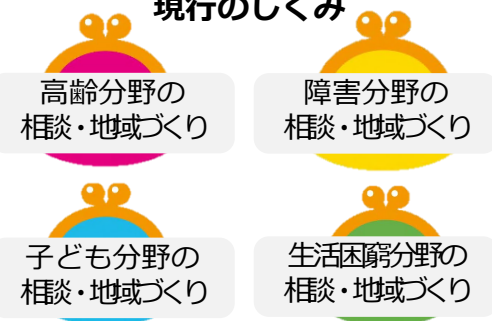 現行のしくみ
高齢分野の
相談・地域づくり
障害分野の
相談・地域づくり
子ども分野の
相談・地域づくり
生活困窮分野の
相談・地域づくり